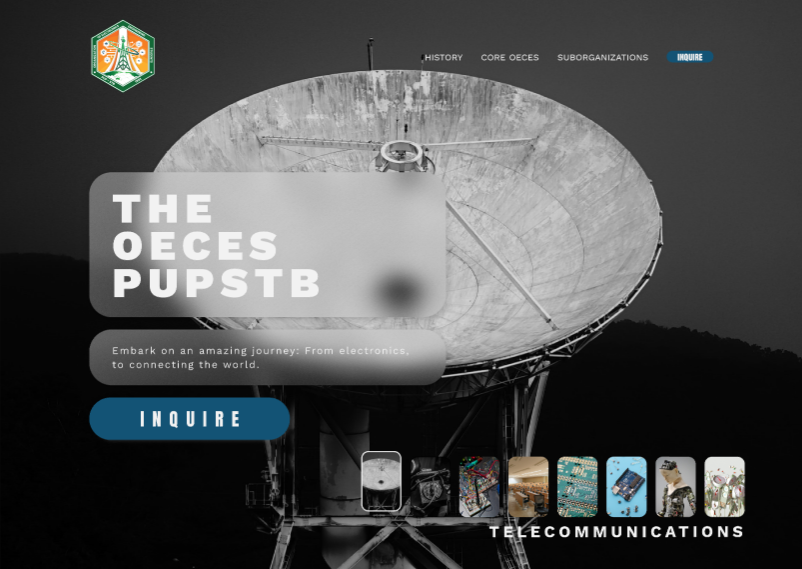 HISTORY
CORE OECES
SUBORGANIZATIONS
INQUIRE
THE
OECES
PUPSTB
Embark on an amazing journey: From electronics,
to connecting the world.
INQUIRE
TELECOMMUNICATIONS